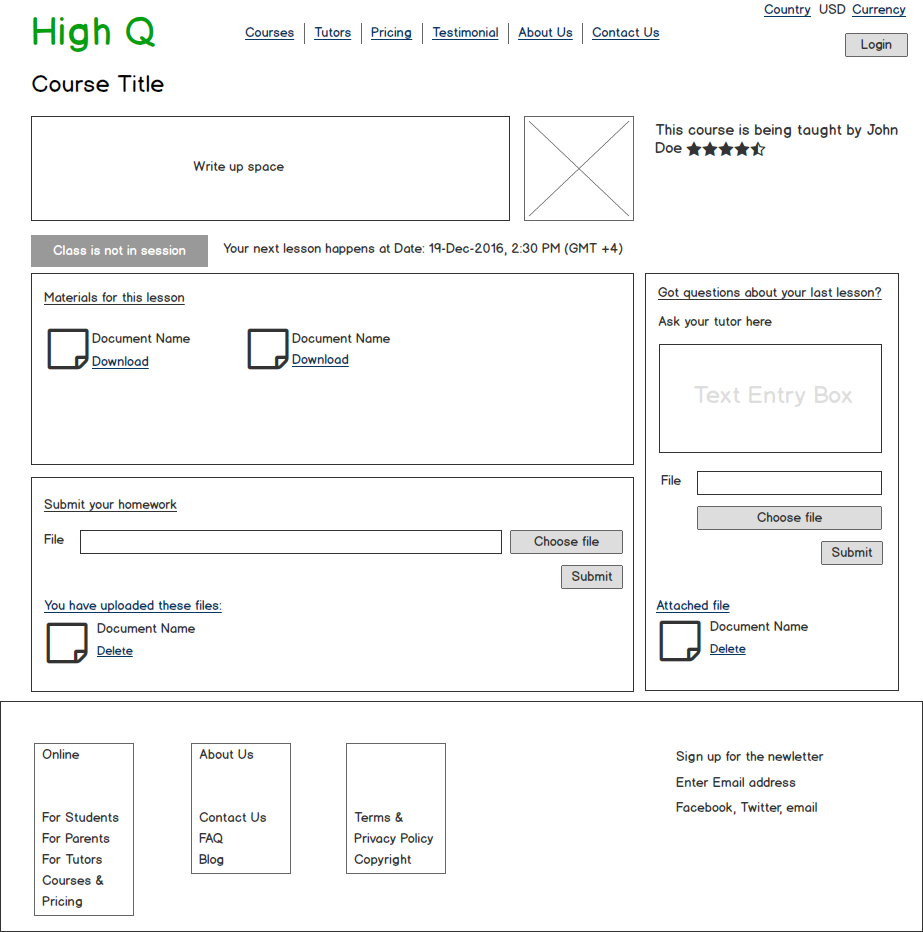 Country USD Currency
High Q
Courses Tutors Pricing Testimonial About Us Contact Us
Login
Course Title
Write up space
This course is being taught by John
Doe
Class is not in session
Your next lesson happens at Date: 19-Dec-2016, 2:30 PM (GMT +4)
Materials for this lesson
Document Name
Download
Document Name
Download
Got questions about your last lesson?
Ask your tutor here
Text Entry Box
File
Choose file
Submit
Attached file
Document Name
Delete
Submit your homework
File
Choose file
Submit
You have uploaded these files:
Document Name
Delete
Online
For Students
For Parents
For Tutors
Courses &
Pricing
About Us
Contact Us
FAQ
Blog
Terms &
Privacy Policy
Copyright
Sign up for the newletter
Enter Email address
Facebook, Twitter, email